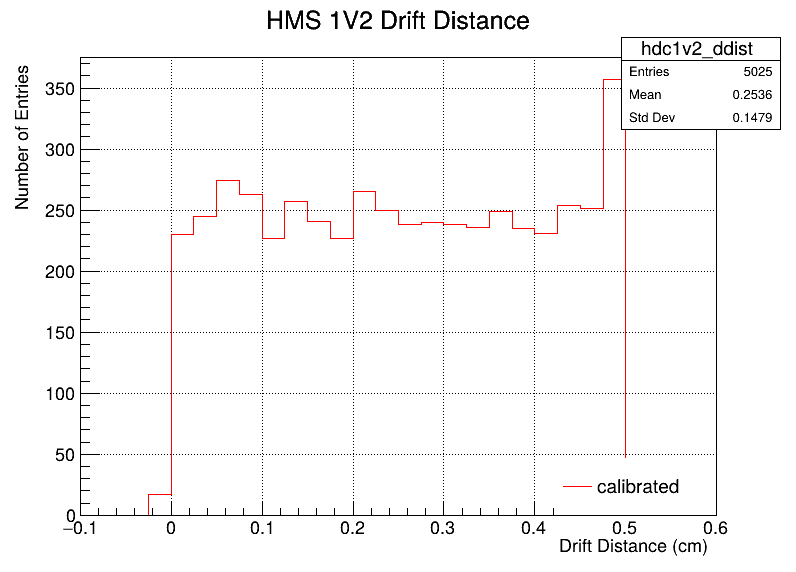 HMS 1V2 Drift Distance
hdc1v2_ddist
Entries 5025
Mean 0.2536
Std Dev 0.1479
Number of Entries
350
300
250
200
150
100
50
0
calibrated
−0.1 0 0.1 0.2 0.3 0.4 0.5 0.6
Drift Distance (cm)